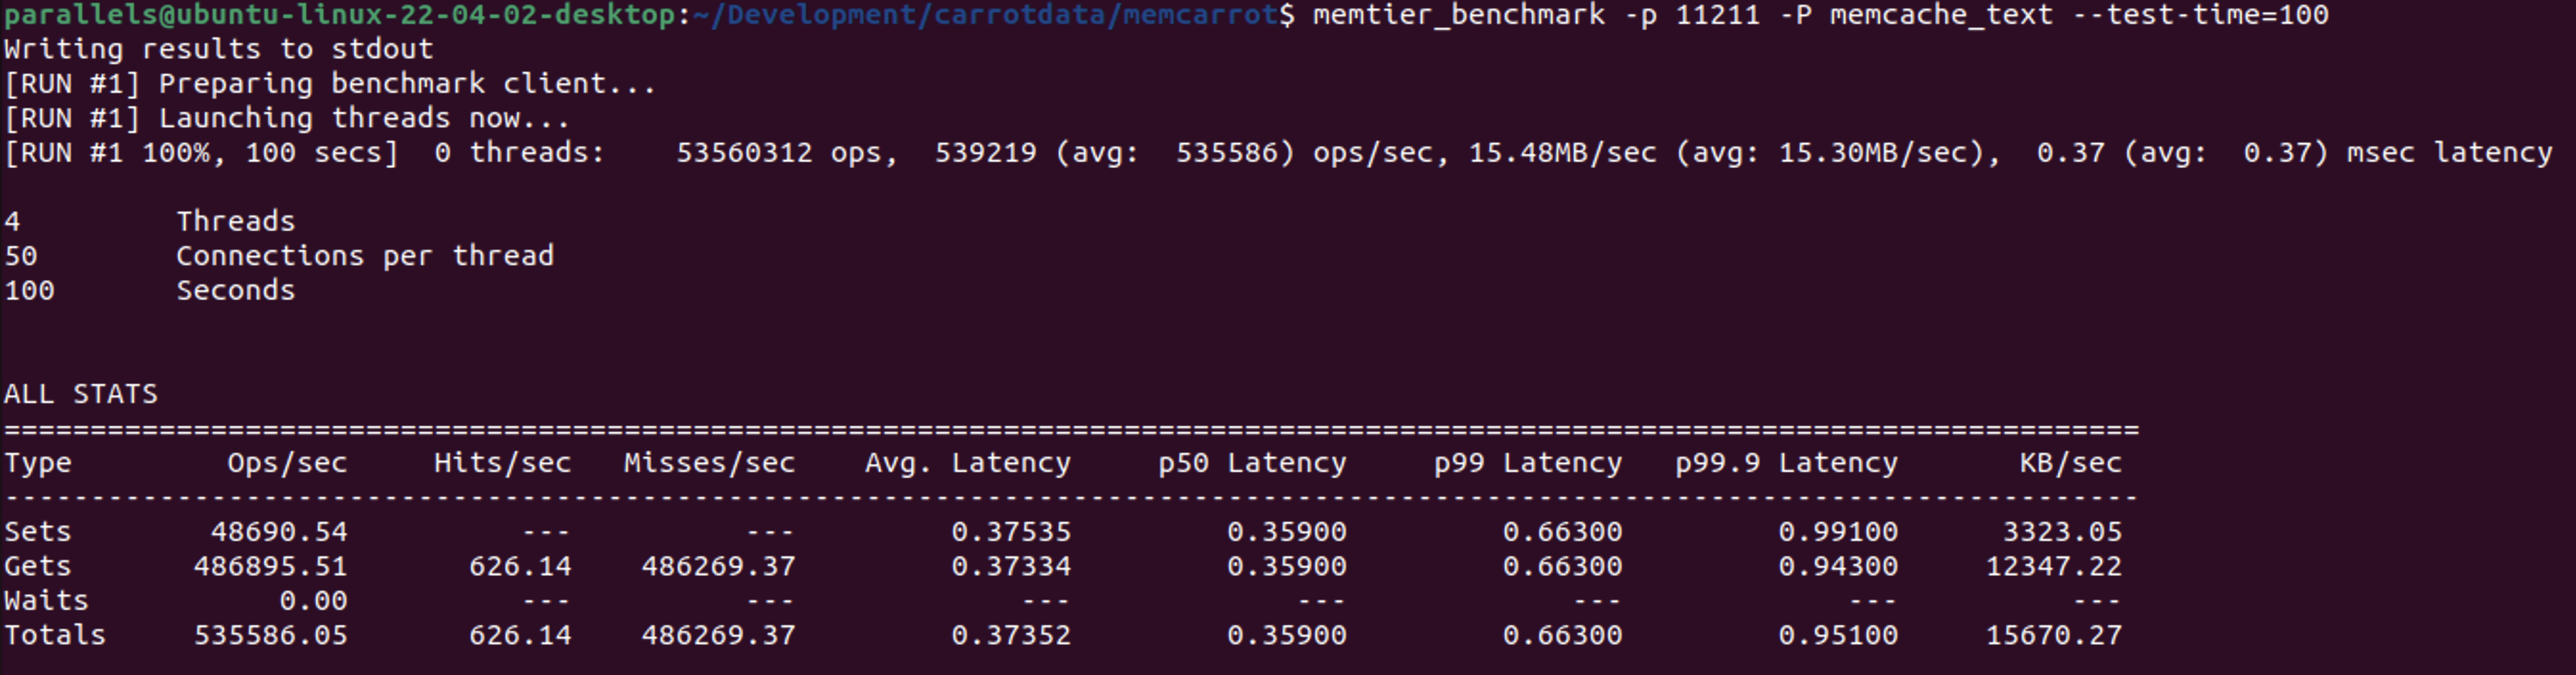 parallels@ubuntu-linux-22-04-02-desktop:~/Development/carrotdata/memcarrot$ memtier_benchmark -p 11211 -P memcache_text --test-time=100
Writing results to stdout
[RUN #1] Preparing benchmark client...
[RUN #1] Launching threads now...
[RUN #1 100%, 100 secs]  0 threads:    53560312 ops,  539219 (avg:  535586) ops/sec, 15.48MB/sec (avg: 15.30MB/sec),  0.37 (avg:  0.37) msec latency
4         Threads
50        Connections per thread
100       Seconds
ALL STATS
============================================================================================================================
Type         Ops/sec     Hits/sec   Misses/sec    Avg. Latency     p50 Latency     p99 Latency   p99.9 Latency       KB/sec
----------------------------------------------------------------------------------------------------------------------------
Sets        48690.54          ---          ---         0.37535         0.35900         0.66300         0.99100      3323.05
Gets       486895.51       626.14    486269.37         0.37334         0.35900         0.66300         0.94300     12347.22
Waits           0.00          ---          ---             ---             ---             ---             ---          ---
Totals     535586.05       626.14    486269.37         0.37352         0.35900         0.66300         0.95100     15670.27